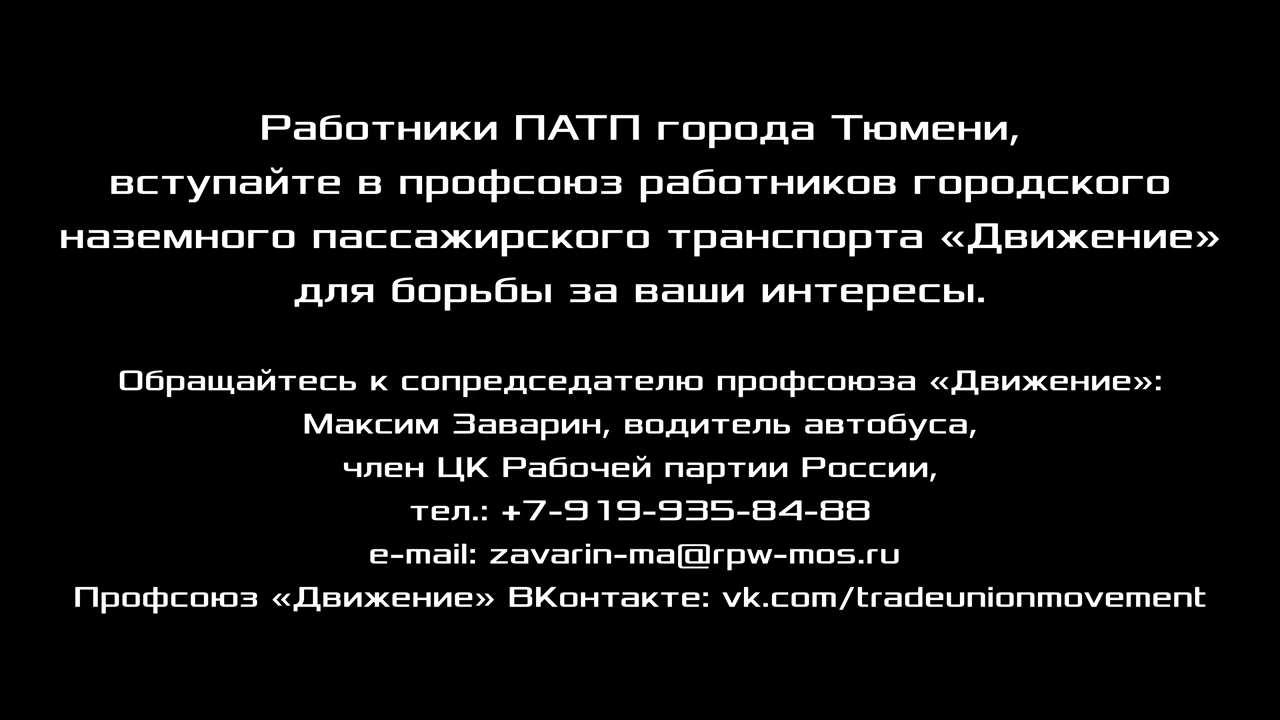 Работники ПАТП города Тюмени,
вступайте в профсоюз работников городского
наземного пассажирского транспорта «Движение»
для борьбы за ваши интересы.
Обращайтесь к сопредседателю профсоюза «Движение»:
Максим Заварин, водитель автобуса,
член ЦК Рабочей партии России,
тел.: +7-919-935-84-88
e-mail: zavarin-ma@rpw-mos.ru
Профсоюз «Движение» ВКонтакте: vk.com/tradeunionmovement